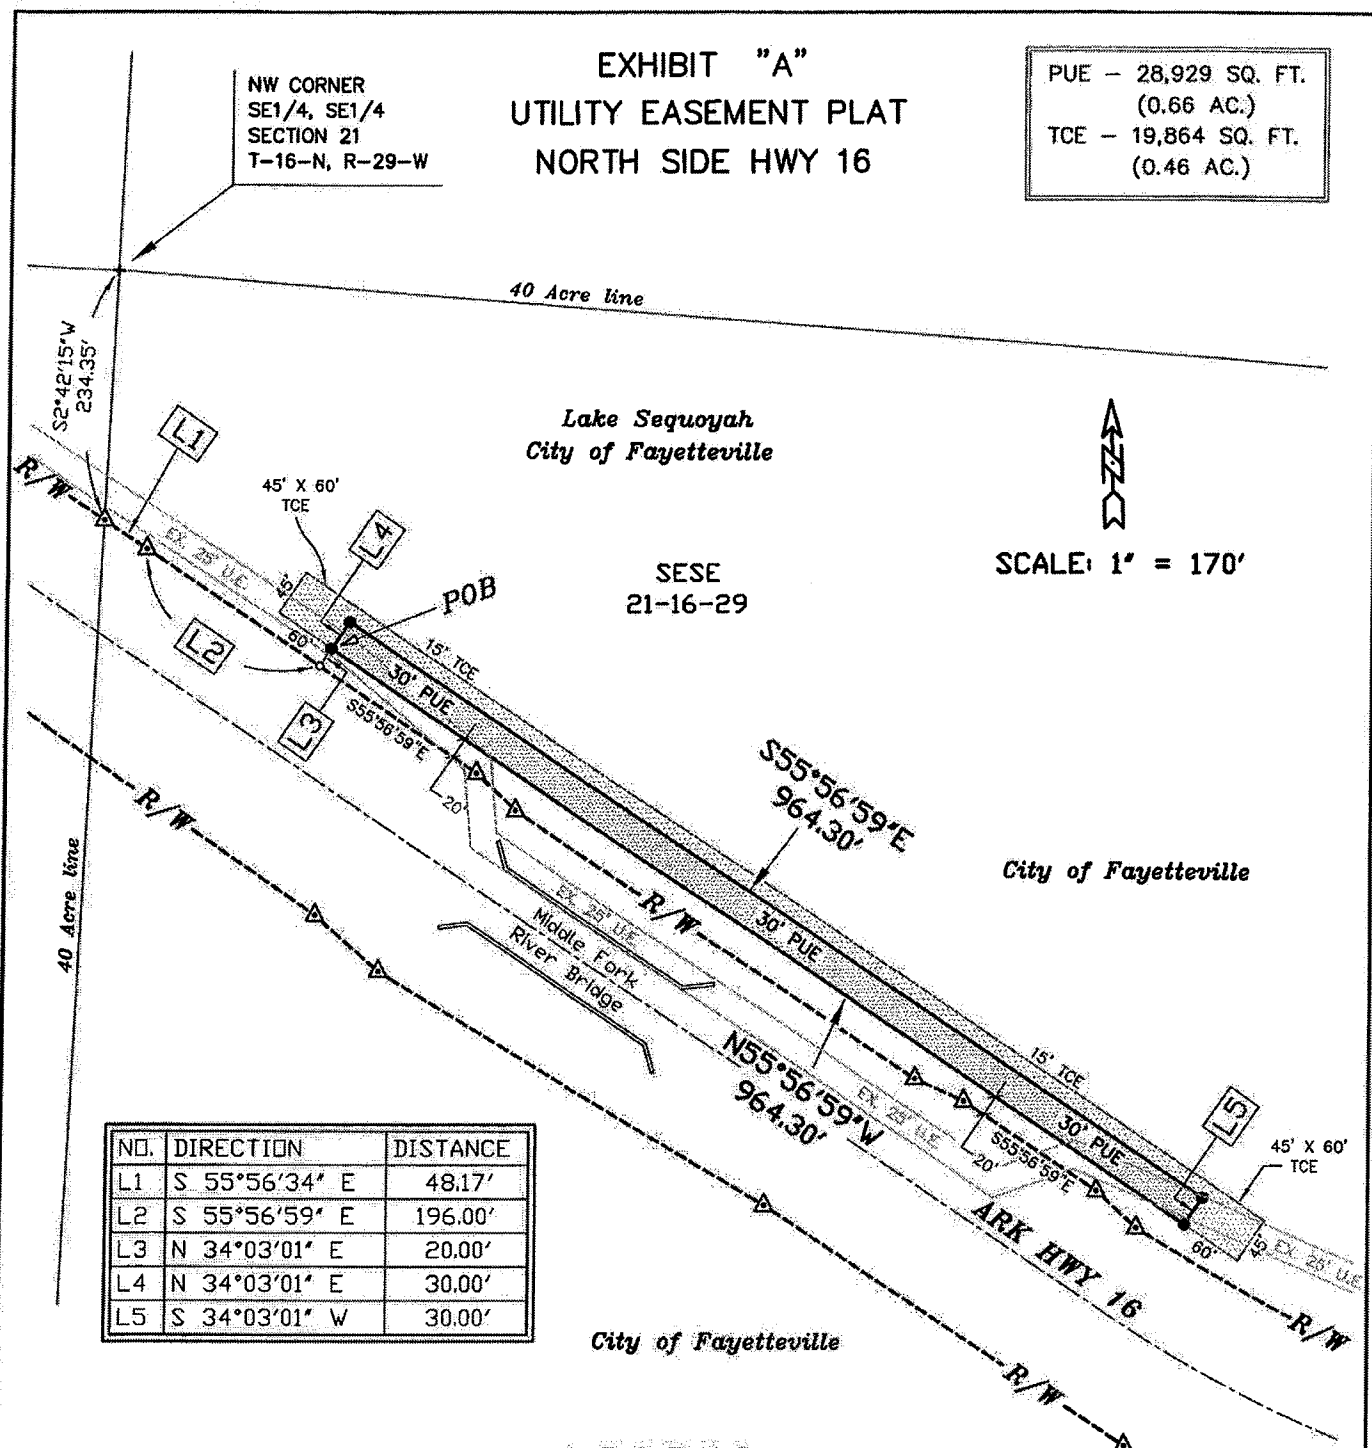 EXHIBIT "A"
UTILITY EASEMENT PLAT
NORTH SIDE HWY 16
NW CORNER
SE1/4, SE1/4
SECTION 21
T-16-N, R-29-W
PUE - 28,929 SQ. FT.
(0.66 AC.)
TCE - 19,864 SQ. FT.
(0.46 AC.)
40 Acre line
S2°42'15"W
234.35'
L1
R/W
Lake Sequoyah
City of Fayetteville
SCALE: 1" = 170'
45' X 60'
TCE
L4
EX. 25' U.E.
45'
SESE
21-16-29
POB
L2
60'
15' TCE
30' PUE
L3
S55°56'59"E
20'
S55°56'59"E
964.30'
R/W
City of Fayetteville
40 Acre line
EX. 25' U.E.
R/W
30' PUE
Middle Fork
River Bridge
N55°56'59"W
964.30'
15' TCE
EX. 25' U.E.
L5
30' PUE
45' X 60'
TCE
20'
S55°56'59"E
60'
45'
EX. 25' U.E.
ARK HWY 16
R/W
NO. DIRECTION DISTANCE
L1 S 55°56'34" E 48.17'
L2 S 55°56'59" E 196.00'
L3 N 34°03'01" E 20.00'
L4 N 34°03'01" E 30.00'
L5 S 34°03'01" W 30.00'
City of Fayetteville
R/W